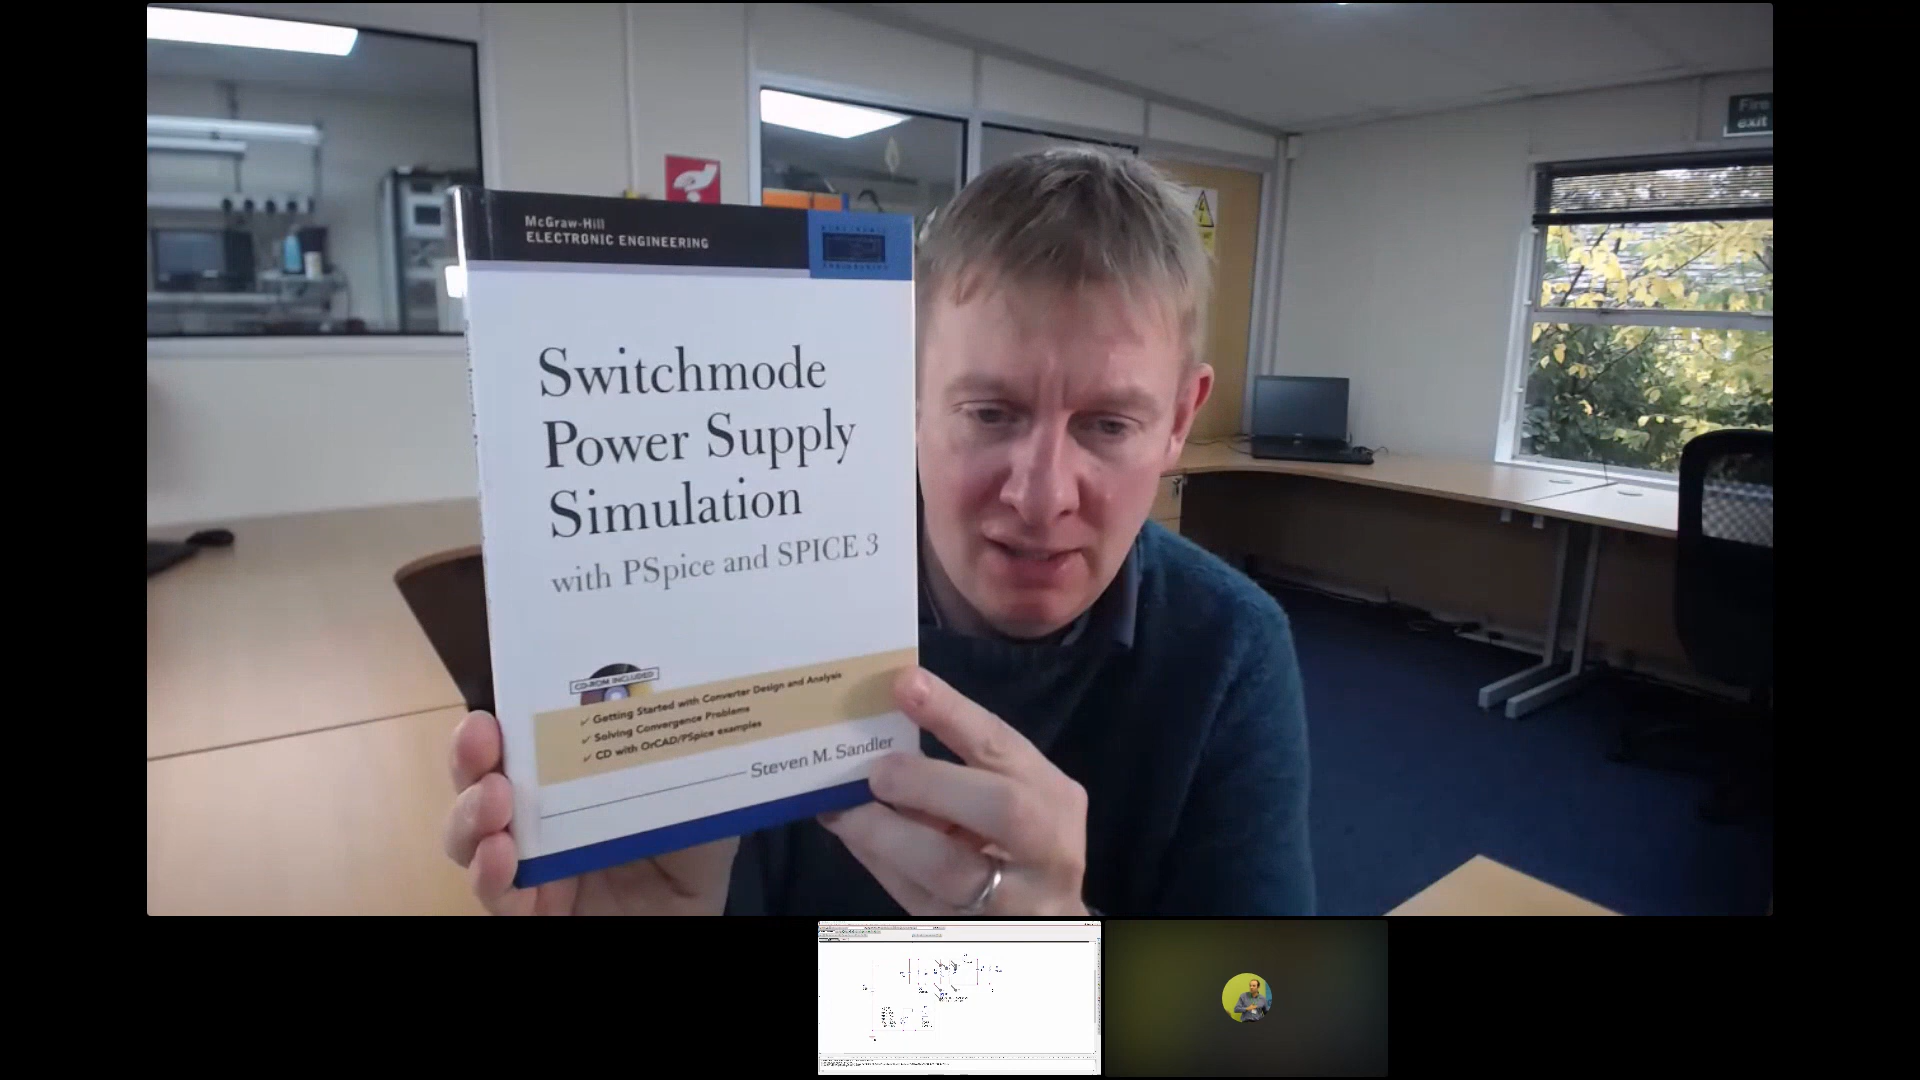 McGraw-Hill
ELECTRONIC ENGINEERING
Switchmode
Power Supply
Simulation
with PSpice and SPICE 3
CD-ROM INCLUDED
✓ Getting Started with Converter Design and Analysis
✓ Solving Convergence Problems
✓ CD with OrCAD/PSpice examples
Steven M. Sandler
Fire
exit